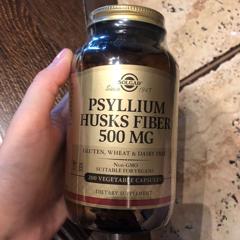 SOLGAR
Since 1947
PSYLLIUM
HUSKS FIBER
500 MG
GLUTEN, WHEAT & DAIRY FREE
Non-GMO
SUITABLE FOR VEGANS
200 VEGETABLE CAPSULES
DIETARY SUPPLEMENT